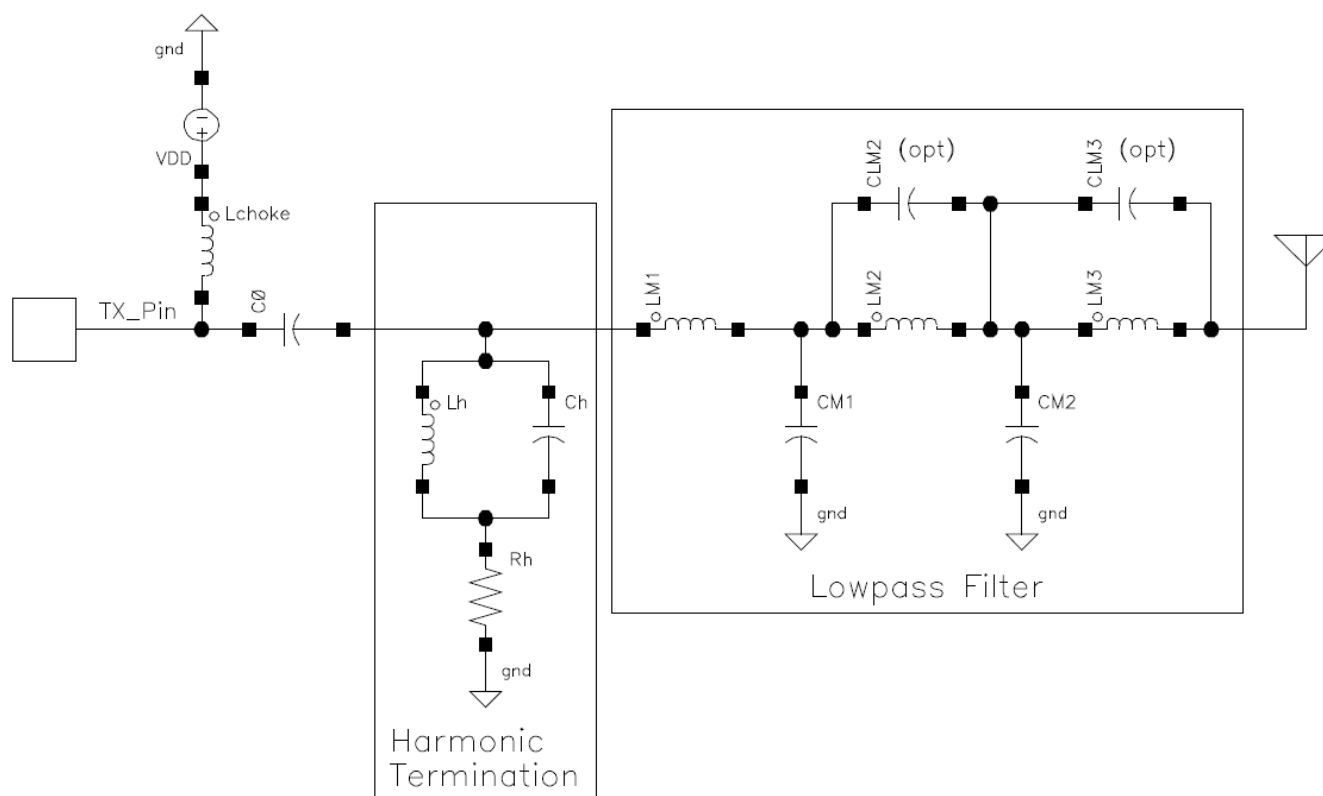 gnd
VDD
Lchoke
TX_Pin
CØ
Lh
Ch
Rh
gnd
Harmonic
Termination
CLM2
(opt)
CLM3
(opt)
LM1
LM2
LM3
CM1
CM2
gnd
gnd
Lowpass Filter